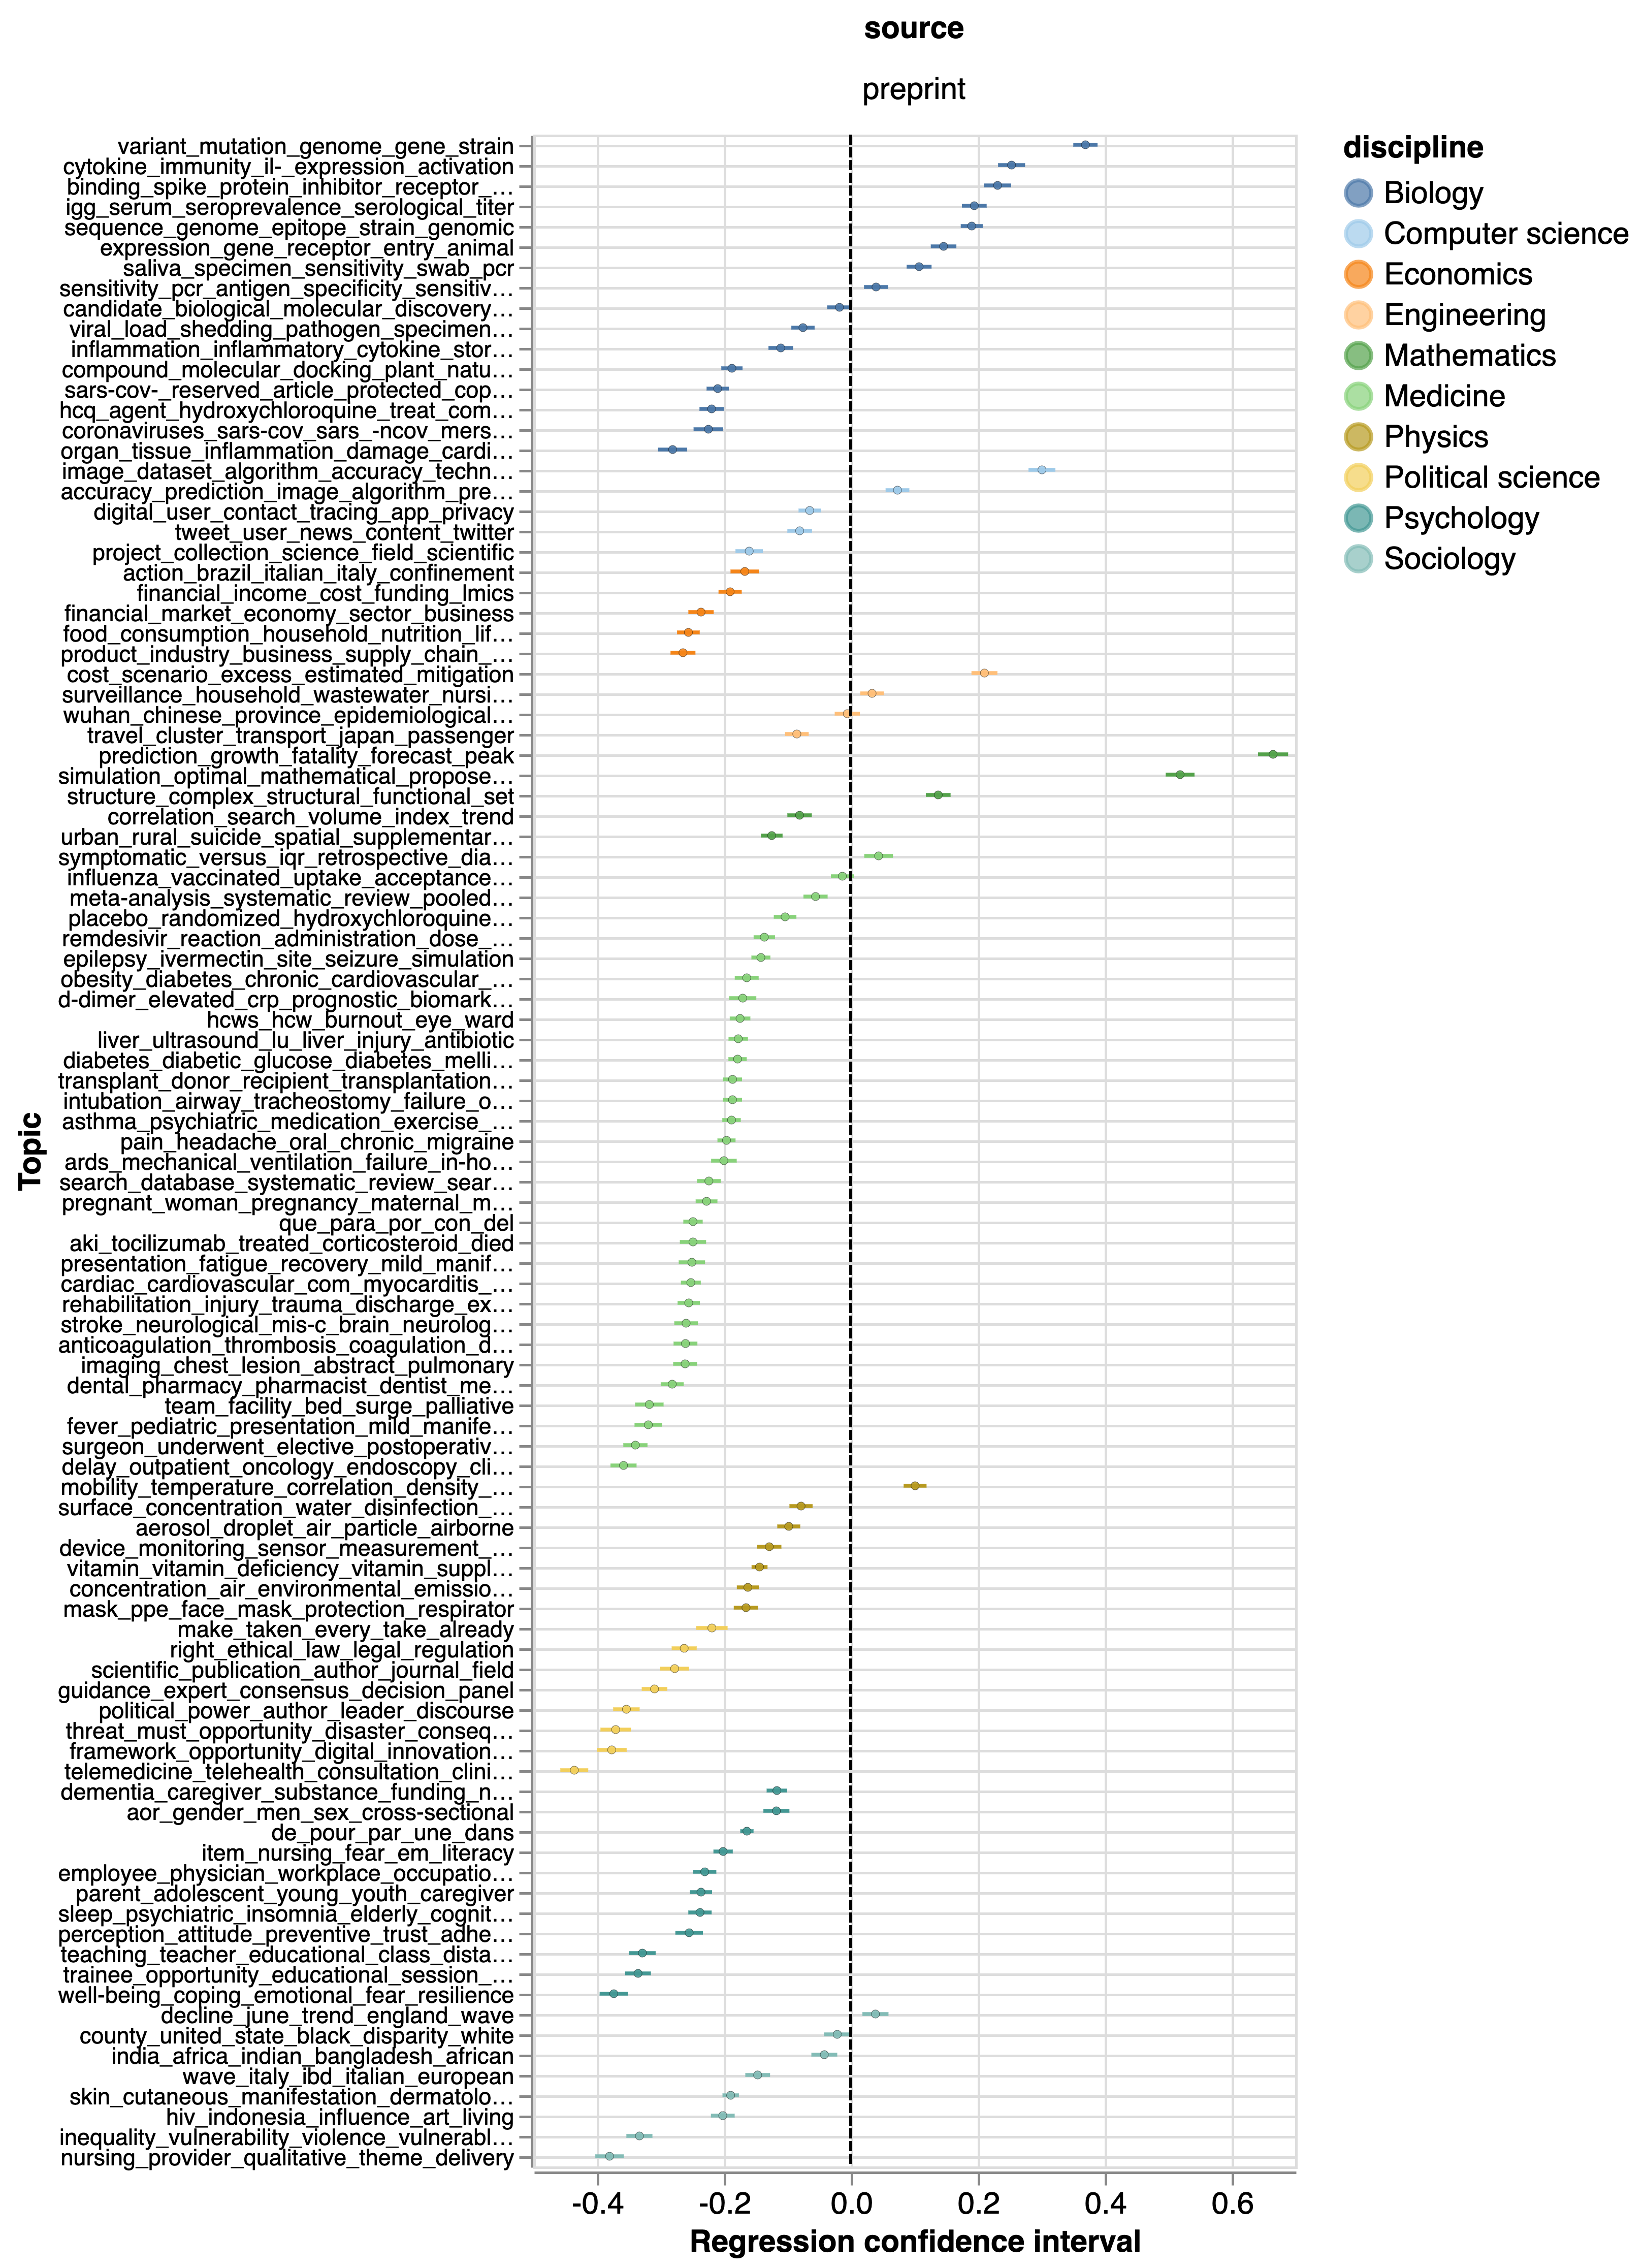 source
preprint
variant_mutation_genome_gene_strain
cytokine_immunity_il-_expression_activation
binding_spike_protein_inhibitor_receptor_…
igg_serum_seroprevalence_serological_titer
sequence_genome_epitope_strain_genomic
expression_gene_receptor_entry_animal
saliva_specimen_sensitivity_swab_pcr
sensitivity_pcr_antigen_specificity_sensitiv…
candidate_biological_molecular_discovery…
viral_load_shedding_pathogen_specimen…
inflammation_inflammatory_cytokine_stor…
compound_molecular_docking_plant_natu…
sars-cov-_reserved_article_protected_cop…
hcq_agent_hydroxychloroquine_treat_com…
coronaviruses_sars-cov_sars_-ncov_mers…
organ_tissue_inflammation_damage_cardi…
image_dataset_algorithm_accuracy_techn…
accuracy_prediction_image_algorithm_pre…
digital_user_contact_tracing_app_privacy
tweet_user_news_content_twitter
project_collection_science_field_scientific
action_brazil_italian_italy_confinement
financial_income_cost_funding_lmics
financial_market_economy_sector_business
food_consumption_household_nutrition_lif…
product_industry_business_supply_chain_…
cost_scenario_excess_estimated_mitigation
surveillance_household_wastewater_nursi…
wuhan_chinese_province_epidemiological…
travel_cluster_transport_japan_passenger
prediction_growth_fatality_forecast_peak
simulation_optimal_mathematical_propose…
structure_complex_structural_functional_set
correlation_search_volume_index_trend
urban_rural_suicide_spatial_supplementar…
symptomatic_versus_iqr_retrospective_dia…
influenza_vaccinated_uptake_acceptance…
meta-analysis_systematic_review_pooled…
placebo_randomized_hydroxychloroquine…
remdesivir_reaction_administration_dose_…
epilepsy_ivermectin_site_seizure_simulation
obesity_diabetes_chronic_cardiovascular_…
d-dimer_elevated_crp_prognostic_biomark…
hcws_hcw_burnout_eye_ward
liver_ultrasound_lu_liver_injury_antibiotic
diabetes_diabetic_glucose_diabetes_melli…
transplant_donor_recipient_transplantation…
intubation_airway_tracheostomy_failure_o…
asthma_psychiatric_medication_exercise_…
pain_headache_oral_chronic_migraine
ards_mechanical_ventilation_failure_in-ho…
search_database_systematic_review_sear…
pregnant_woman_pregnancy_maternal_m…
que_para_por_con_del
aki_tocilizumab_treated_corticosteroid_died
presentation_fatigue_recovery_mild_manif…
cardiac_cardiovascular_com_myocarditis_…
rehabilitation_injury_trauma_discharge_ex…
stroke_neurological_mis-c_brain_neurolog…
anticoagulation_thrombosis_coagulation_d…
imaging_chest_lesion_abstract_pulmonary
dental_pharmacy_pharmacist_dentist_me…
team_facility_bed_surge_palliative
fever_pediatric_presentation_mild_manife…
surgeon_underwent_elective_postoperativ…
delay_outpatient_oncology_endoscopy_cli…
mobility_temperature_correlation_density_…
surface_concentration_water_disinfection_…
aerosol_droplet_air_particle_airborne
device_monitoring_sensor_measurement_…
vitamin_vitamin_deficiency_vitamin_suppl…
concentration_air_environmental_emissio…
mask_ppe_face_mask_protection_respirator
make_taken_every_take_already
right_ethical_law_legal_regulation
scientific_publication_author_journal_field
guidance_expert_consensus_decision_panel
political_power_author_leader_discourse
threat_must_opportunity_disaster_conseq…
framework_opportunity_digital_innovation…
telemedicine_telehealth_consultation_clini…
dementia_caregiver_substance_funding_n…
aor_gender_men_sex_cross-sectional
de_pour_par_une_dans
item_nursing_fear_em_literacy
employee_physician_workplace_occupatio…
parent_adolescent_young_youth_caregiver
sleep_psychiatric_insomnia_elderly_cognit…
perception_attitude_preventive_trust_adhe…
teaching_teacher_educational_class_dista…
trainee_opportunity_educational_session_…
well-being_coping_emotional_fear_resilience
decline_june_trend_england_wave
county_united_state_black_disparity_white
india_africa_indian_bangladesh_african
wave_italy_ibd_italian_european
skin_cutaneous_manifestation_dermatolo…
hiv_indonesia_influence_art_living
inequality_vulnerability_violence_vulnerabl…
nursing_provider_qualitative_theme_delivery
Topic
-0.4 -0.2 0.0 0.2 0.4 0.6
Regression confidence interval
discipline
Biology
Computer science
Economics
Engineering
Mathematics
Medicine
Physics
Political science
Psychology
Sociology